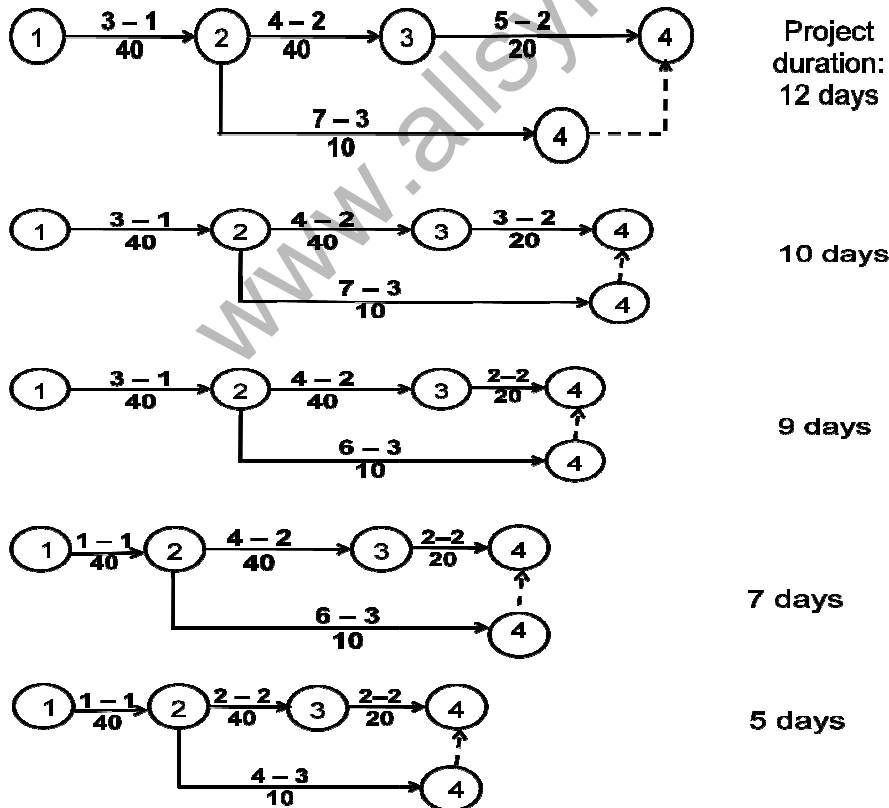 3 – 1 4 – 2 5 – 2
1 2 3 4
40 40 20
Project
duration:
12 days
7 – 3
4
10
3 – 1 4 – 2 3 – 2
1 2 3 4
40 40 20
10 days
7 – 3
4
10
3 – 1 4 – 2 2–2
1 2 3 4
40 40 20
9 days
6 – 3
4
10
1 – 1 4 – 2 2–2
1 2 3 4
40 40 20
7 days
6 – 3
4
10
1 – 1 2 – 2 2–2
1 2 3 4
40 40 20
5 days
4 – 3
4
10